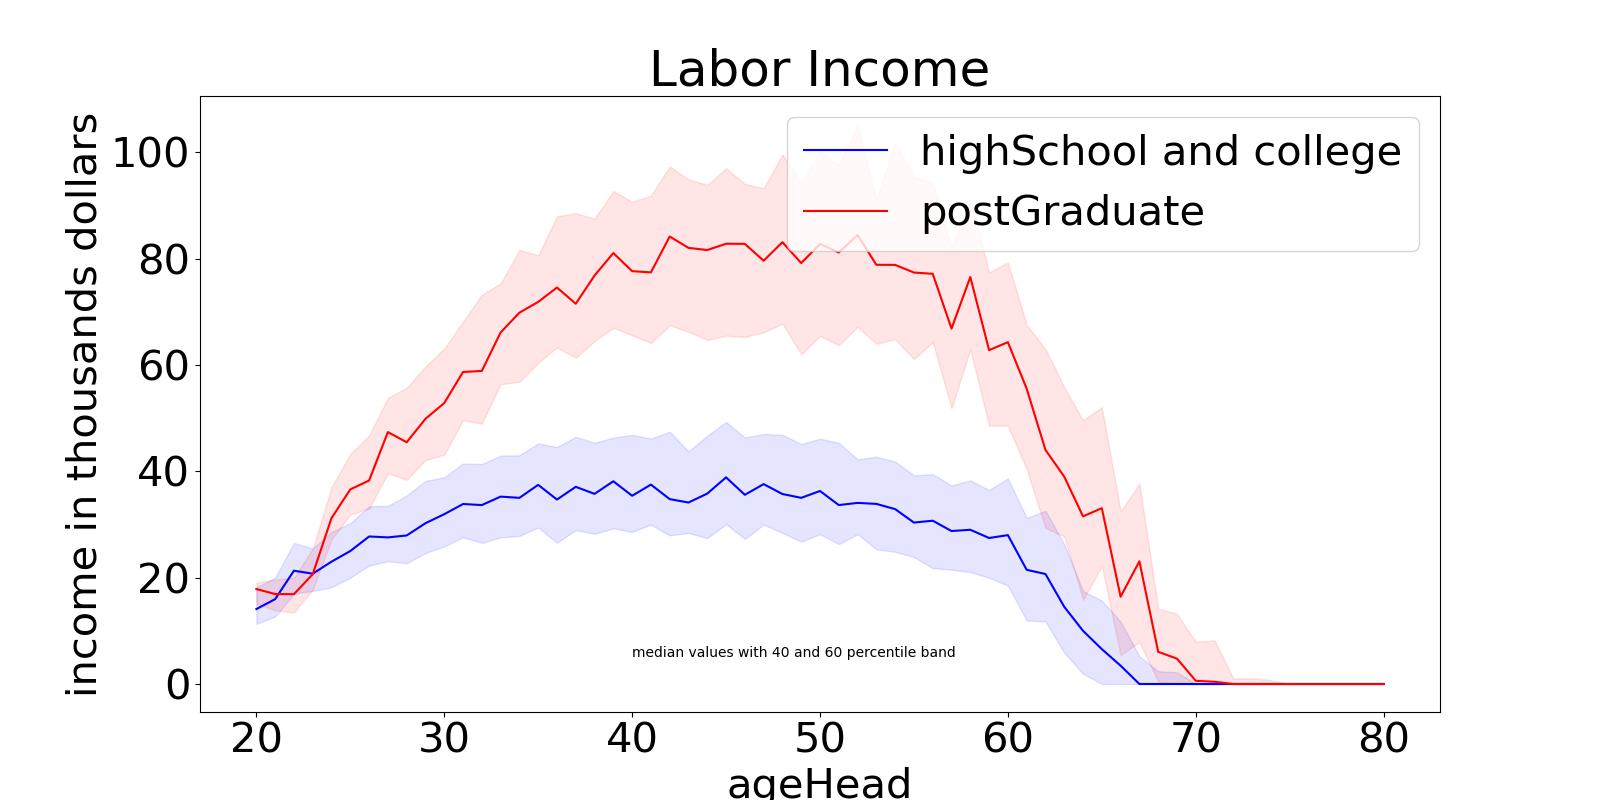 Labor Income
income in thousands dollars
100
80
60
40
20
0
highSchool and college
postGraduate
median values with 40 and 60 percentile band
20 30 40 50 60 70 80
ageHead